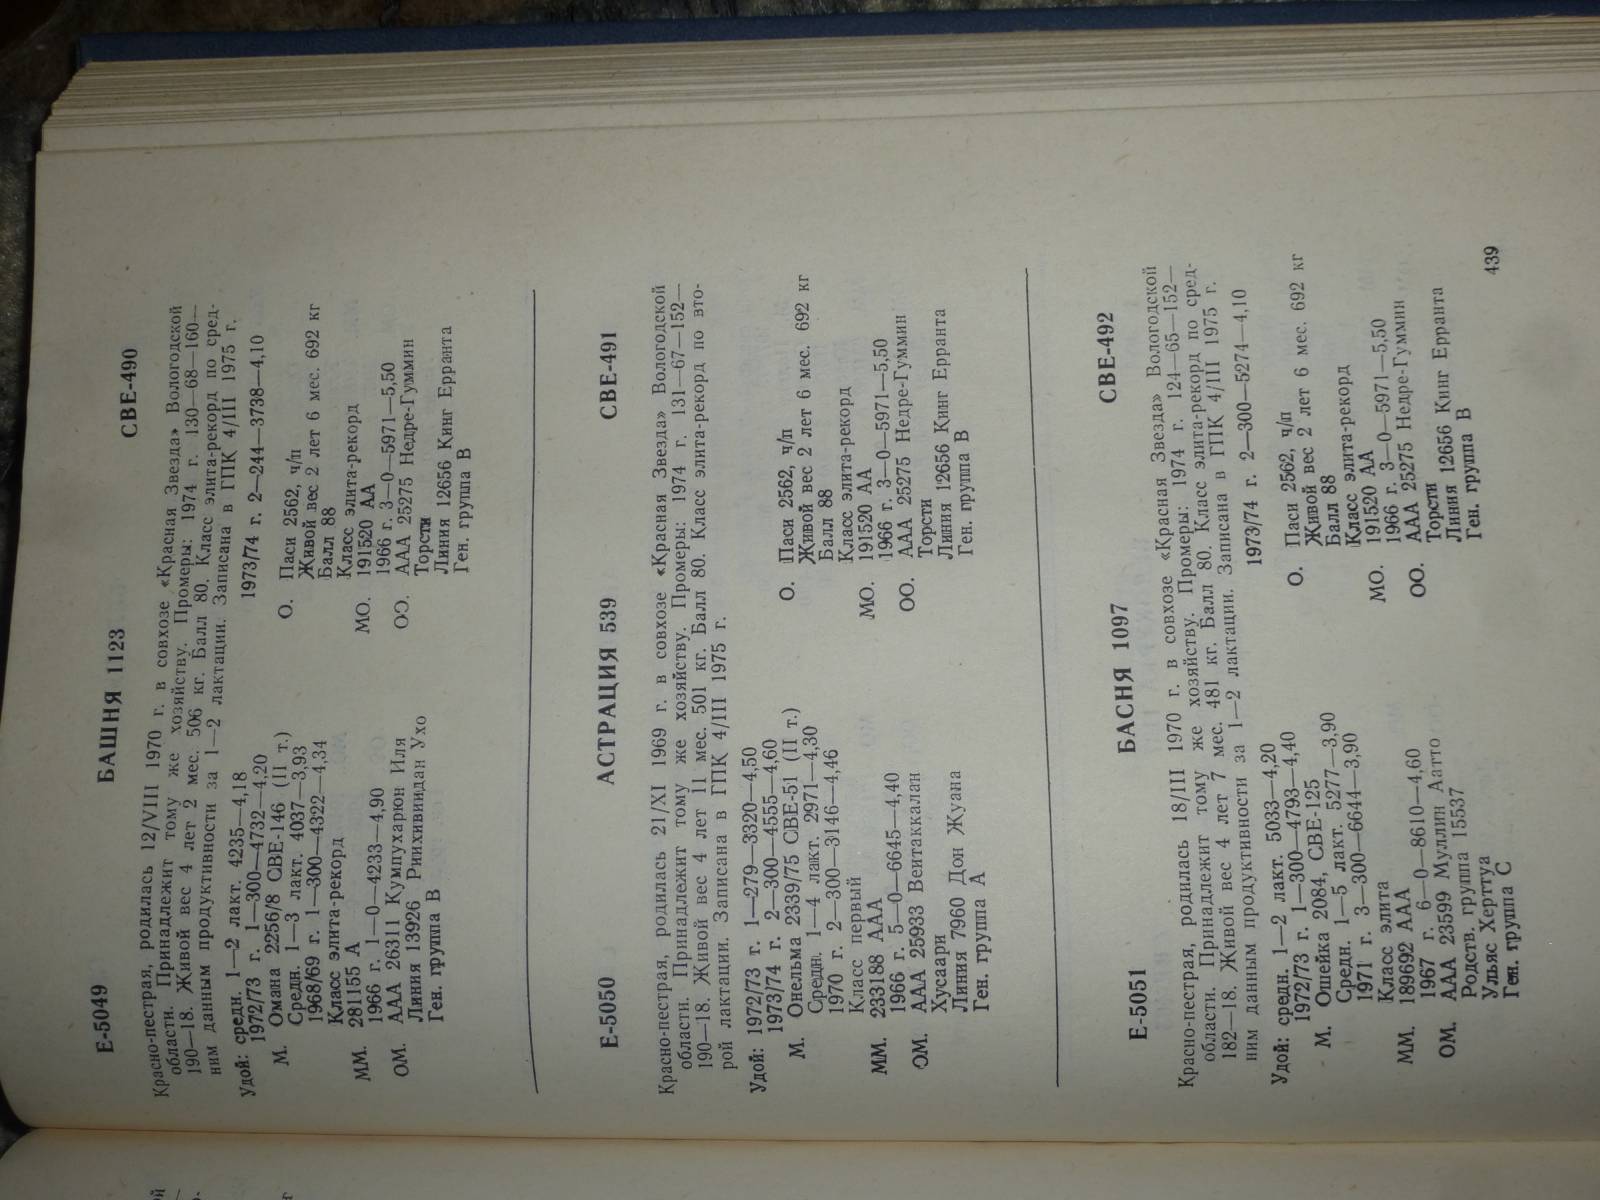 Е-5049 БАШНЯ 1123 СВЕ-490
Красно-пестрая, родилась 12/VIII 1970 г. в совхозе «Красная Звезда» Вологодской
области. Принадлежит тому же хозяйству. Промеры: 1974 г. 130—68—160—
190—18. Живой вес 4 лет 2 мес. 506 кг. Балл 80. Класс элита-рекорд по сред-
ним данным продуктивности за 1—2 лактации. Записана в ГПК 4/III 1975 г.
Удой: средн. 1—2 лакт. 4235—4,18
1972/73 г. 1—300—4732—4,20 1973/74 г. 2—244—3738—4,10
М. Омана 2256/8 СВЕ-146 (II т.)
Средн. 1—3 лакт. 4037—3,93
1968/69 г. 1—300—4322—4,34
Класс элита-рекорд
ММ. 281155 А
1966 г. 1—0—4233—4,90
ОМ. ААА 26311 Кумпухарюн Иля
Линия 13926 Риихивиидан Ухо
Ген. группа В
О. Паси 2562, ч/п
Живой вес 2 лет 6 мес. 692 кг
Балл 88
Класс элита-рекорд
МО. 191520 АА
1966 г. 3—0—5971—5,50
ОО. ААА 25275 Недре-Гуммин
Торсти
Линия 12656 Кинг Ерранта
Ген. группа В
Е-5050 АСТРАЦИЯ 539 СВЕ-491
Красно-пестрая, родилась 21/XI 1969 г. в совхозе «Красная Звезда» Вологодской
области. Принадлежит тому же хозяйству. Промеры: 1974 г. 131—67—152—
190—18. Живой вес 4 лет 11 мес. 501 кг. Балл 80. Класс элита-рекорд по вто-
рой лактации. Записана в ГПК 4/III 1975 г.
Удой: 1972/73 г. 1—279—3320—4,50
1973/74 г. 2—300—4555—4,60
М. Онельма 2339/75 СВЕ-51 (II т.)
Средн. 1—4 лакт. 2971—4,30
1970 г. 2—300—3146—4,46
Класс первый
ММ. 233188 ААА
1966 г. 5—0—6645—4,40
ОМ. ААА 25933 Венитаккалан
Хусаари
Линия 7960 Дон Жуана
Ген. группа А
О. Паси 2562, ч/п
Живой вес 2 лет 6 мес. 692 кг
Балл 88
Класс элита-рекорд
МО. 191520 АА
1966 г. 3—0—5971—5,50
ОО. ААА 25275 Недре-Гуммин
Торсти
Линия 12656 Кинг Ерранта
Ген. группа В
Е-5051 БАСНЯ 1097 СВЕ-492
Красно-пестрая, родилась 18/III 1970 г. в совхозе «Красная Звезда» Вологодской
области. Принадлежит тому же хозяйству. Промеры: 1974 г. 124—65—152—
182—18. Живой вес 4 лет 7 мес. 481 кг. Балл 80. Класс элита-рекорд по сред-
ним данным продуктивности за 1—2 лактации. Записана в ГПК 4/III 1975 г.
Удой: средн. 1—2 лакт. 5033—4,20
1972/73 г. 1—300—4793—4,40 1973/74 г. 2—300—5274—4,10
М. Ошейка 2084, СВЕ-125
Средн. 1—5 лакт. 5277—3,90
1971 г. 3—300—6644—3,90
Класс элита
ММ. 189692 ААА
1967 г. 6—0—8610—4,60
ОМ. ААА 23599 Муллин Аатто
Родств. группа 15537
Ульяс Херттуа
Ген. группа С
О. Паси 2562, ч/п
Живой вес 2 лет 6 мес. 692 кг
Балл 88
Класс элита-рекорд
МО. 191520 АА
1966 г. 3—0—5971—5,50
ОО. ААА 25275 Недре-Гуммин
Торсти
Линия 12656 Кинг Ерранта
Ген. группа В
439